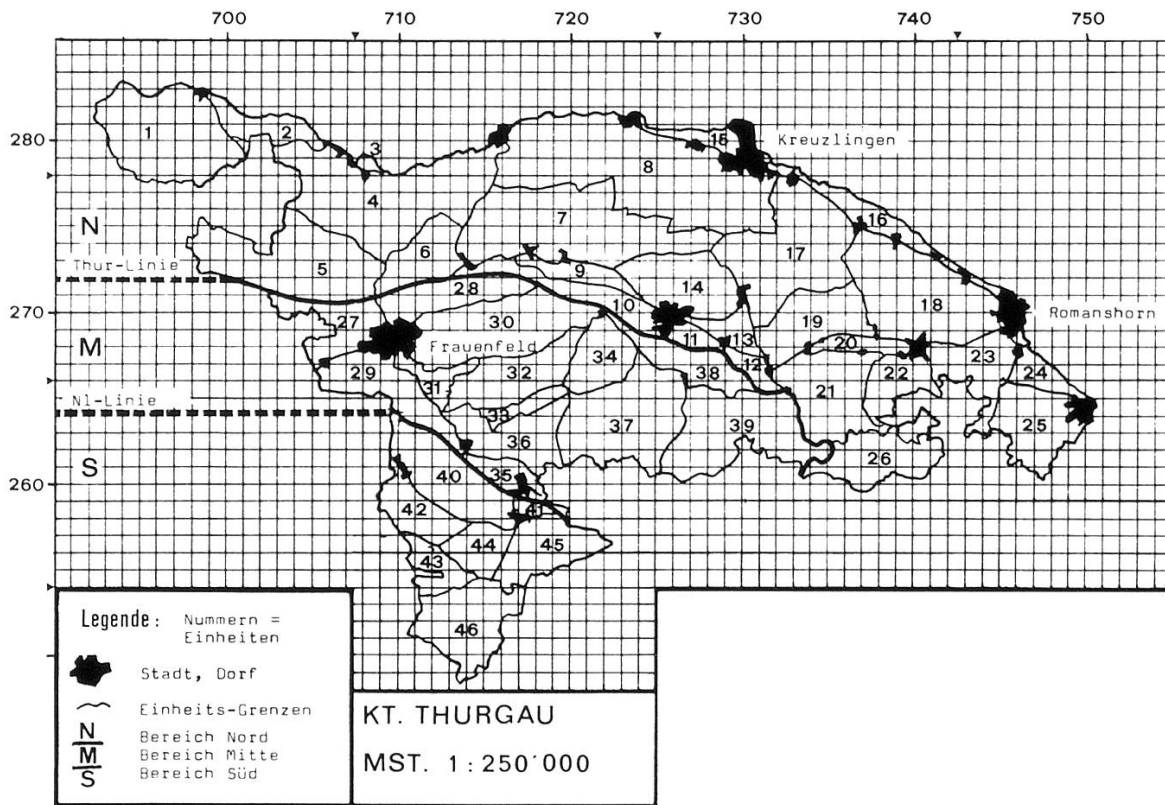 700 710 720 730 740 750
280
270
260
N
M
S
Thur-Linie
Nl-Linie
Kreuzlingen
Romanshorn
Frauenfeld
1
2
3
4
5
6
7
8
9
10
11
12
13
14
15
16
17
18
19
20
21
22
23
24
25
26
27
28
29
30
31
32
33
34
35
36
37
38
39
40
41
42
43
44
45
46
Legende: Nummern =
Einheiten
Stadt, Dorf
Einheits-Grenzen
N Bereich Nord
M Bereich Mitte
S Bereich Süd
KT. THURGAU
MST. 1:250'000